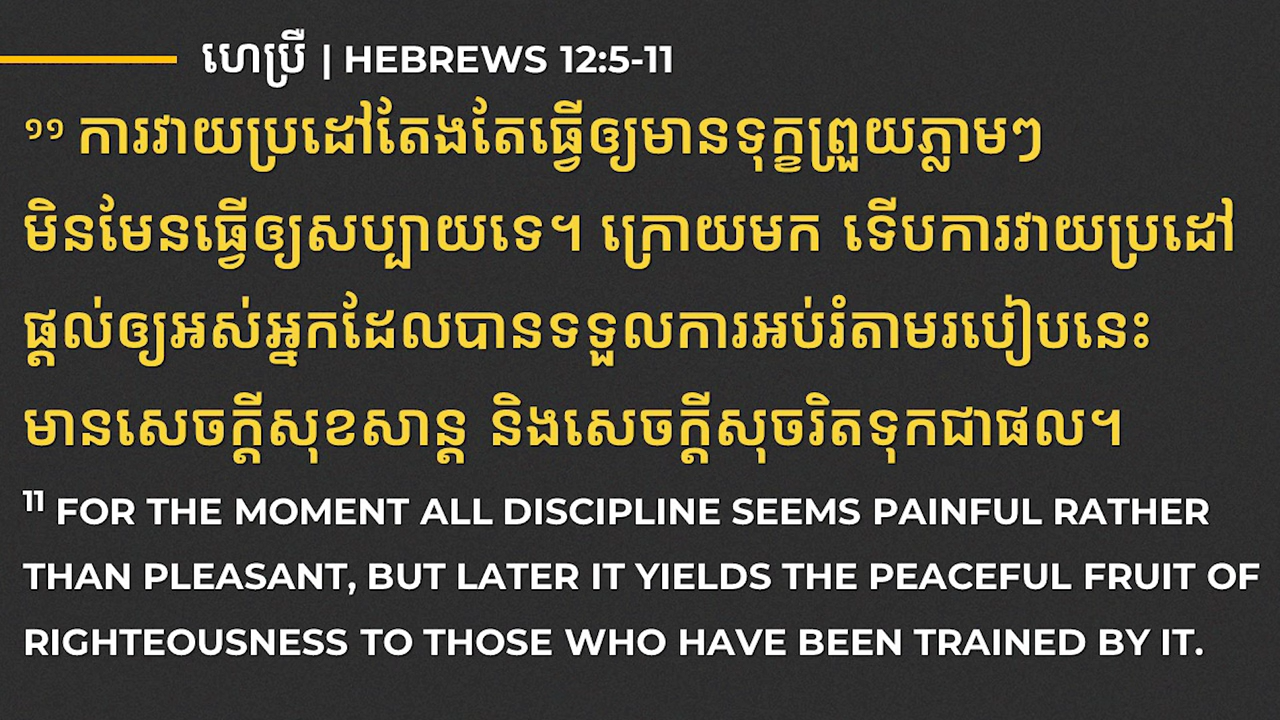 ហេប្រឺ | HEBREWS 12:5-11
១១ ការវាយប្រដៅតែងតែធ្វើឲ្យមានទុក្ខព្រួយភ្លាមៗ
មិនមែនធ្វើឲ្យសប្បាយទេ។ ក្រោយមក ទើបការវាយប្រដៅ
ផ្ដល់ឲ្យអស់អ្នកដែលបានទទួលការអប់រំតាមរបៀបនេះ
មានសេចក្ដីសុខសាន្ត និងសេចក្ដីសុចរិតទុកជាផល។
11 FOR THE MOMENT ALL DISCIPLINE SEEMS PAINFUL RATHER
THAN PLEASANT, BUT LATER IT YIELDS THE PEACEFUL FRUIT OF
RIGHTEOUSNESS TO THOSE WHO HAVE BEEN TRAINED BY IT.